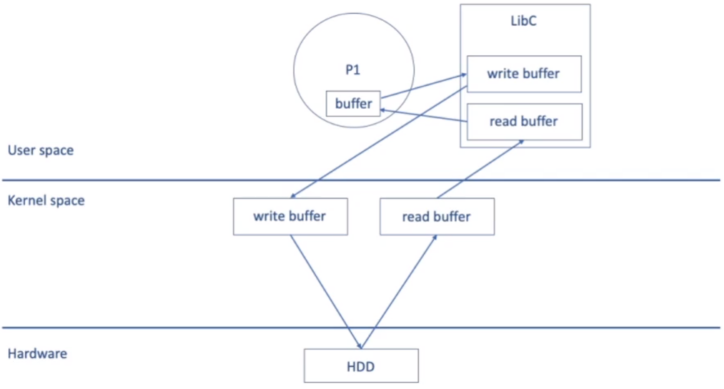 LibC
P1
write buffer
buffer
read buffer
User space
Kernel space
write buffer
read buffer
Hardware
HDD